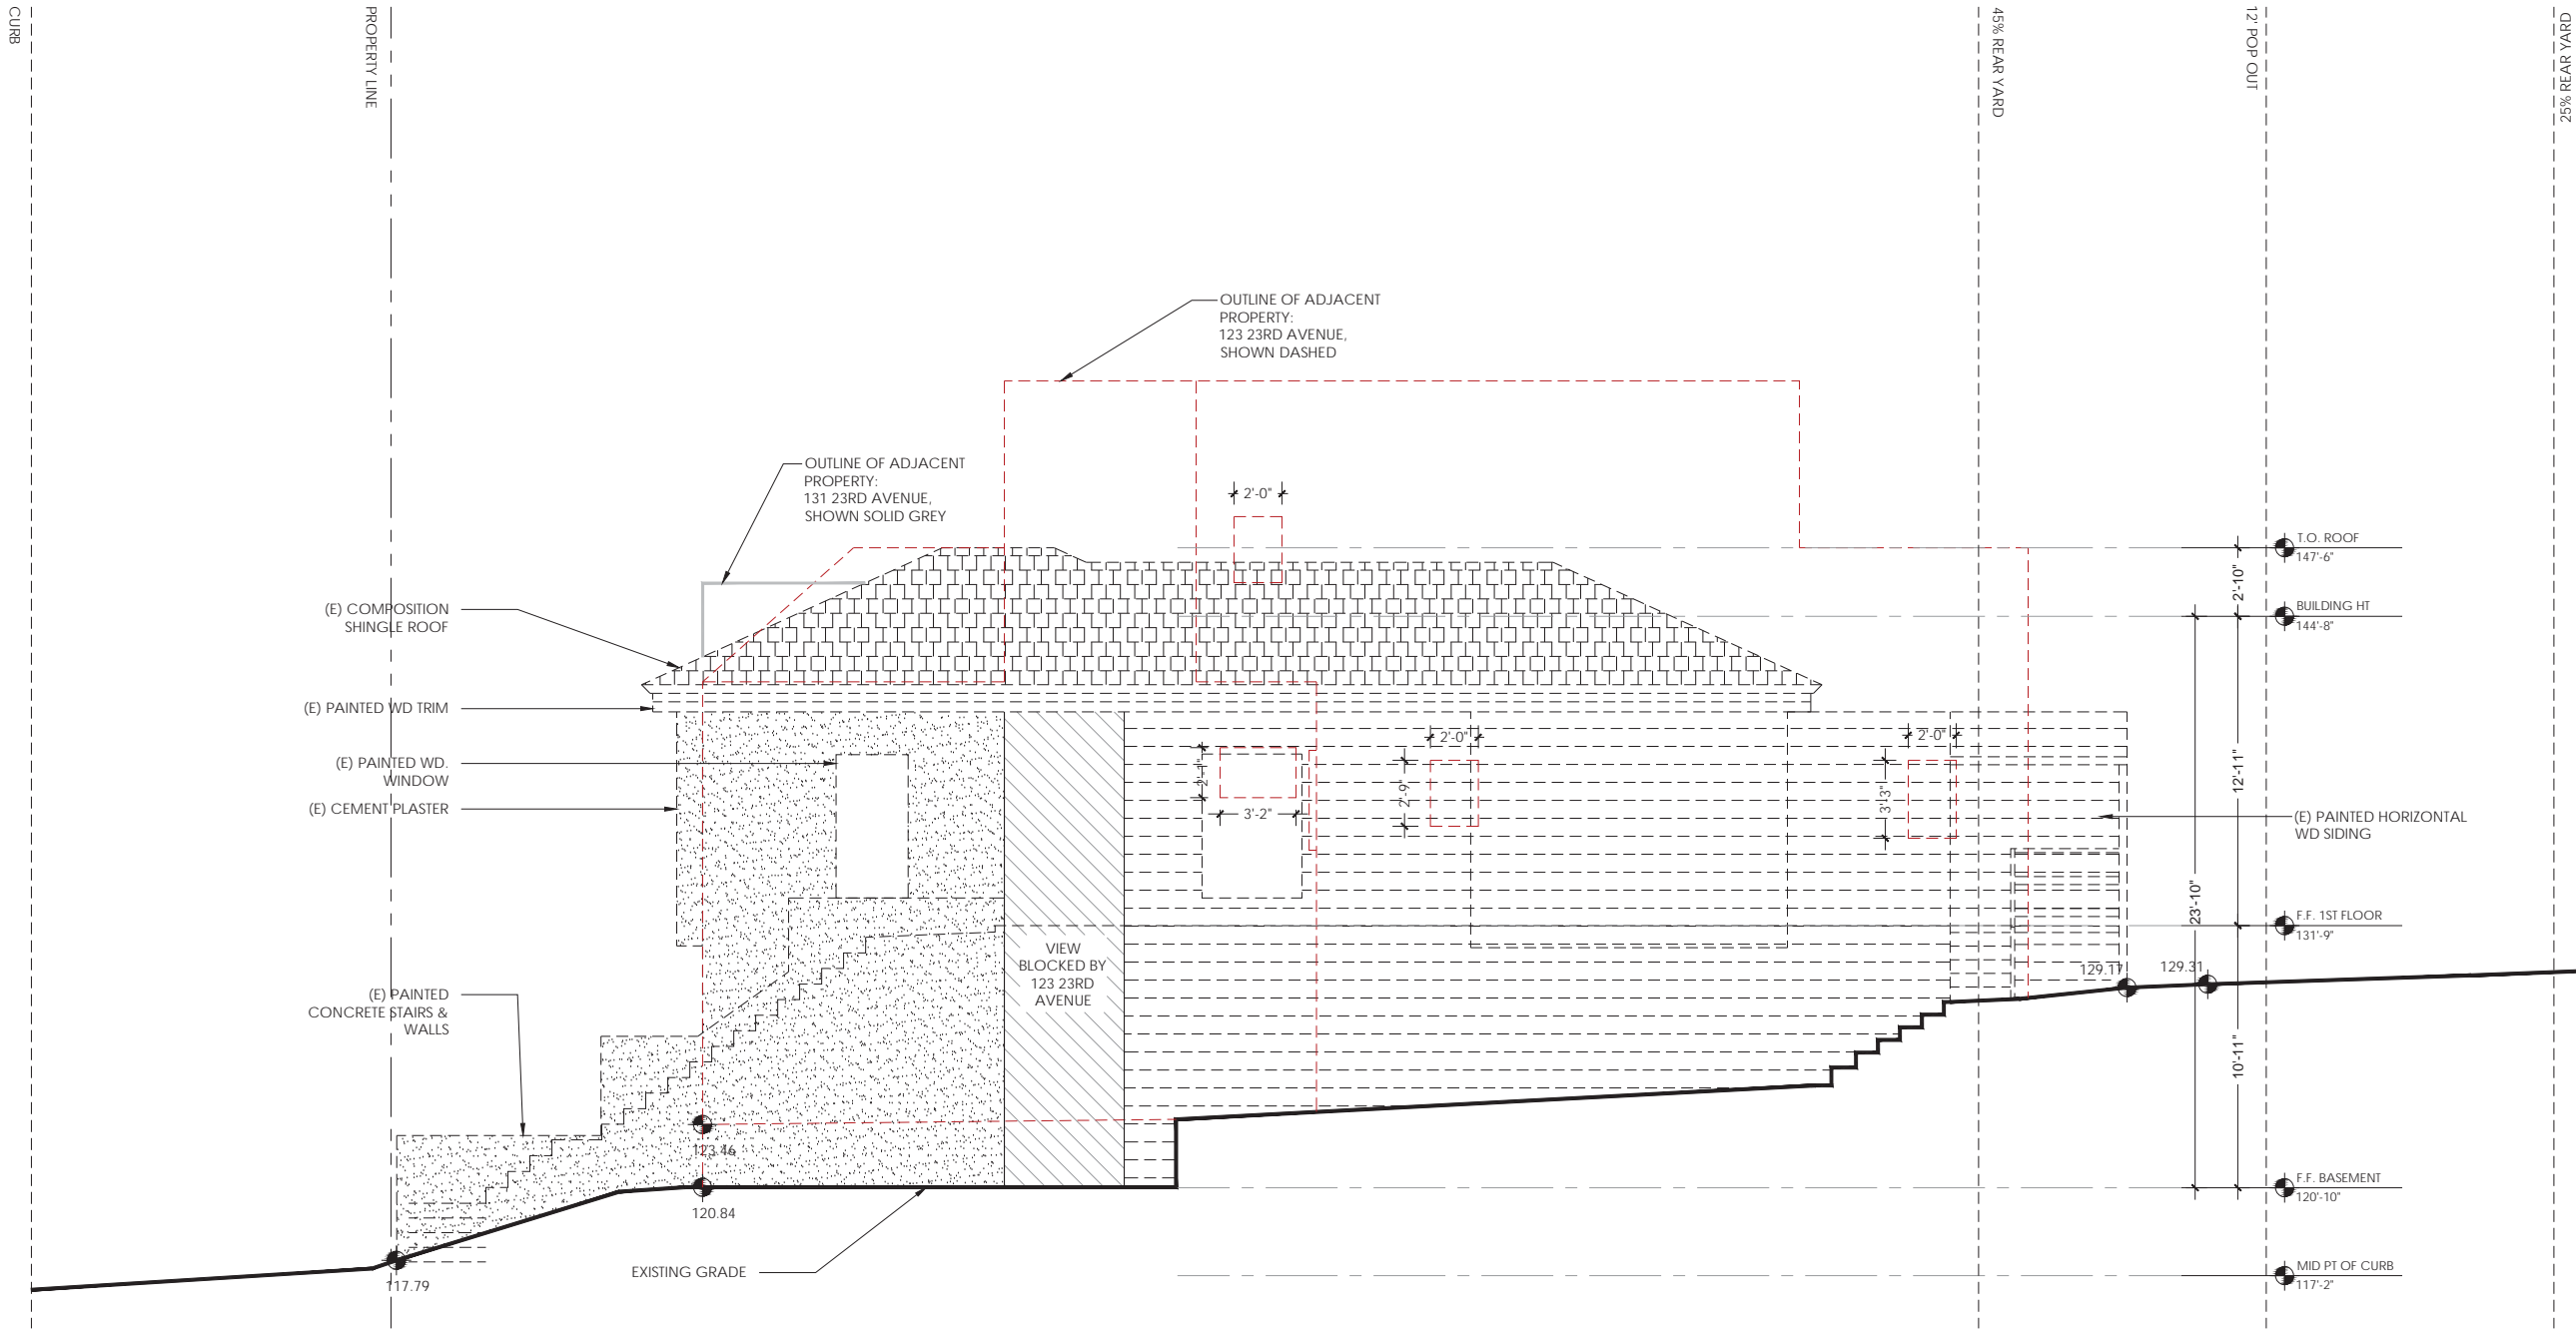 CURB
PROPERTY LINE
45% REAR YARD
12' POP OUT
25% REAR YARD
OUTLINE OF ADJACENT
PROPERTY:
123 23RD AVENUE,
SHOWN DASHED
OUTLINE OF ADJACENT
PROPERTY:
131 23RD AVENUE,
SHOWN SOLID GREY
2'-0"
T.O. ROOF
147'-6"
2'-10"
BUILDING HT
144'-8"
(E) COMPOSITION
SHINGLE ROOF
(E) PAINTED WD TRIM
(E) PAINTED WD.
WINDOW
(E) CEMENT PLASTER
2'-1"
3'-2"
2'-0"
2'-9"
2'-0"
3'-3"
12'-11"
(E) PAINTED HORIZONTAL
WD SIDING
23'-10"
F.F. 1ST FLOOR
131'-9"
VIEW
BLOCKED BY
123 23RD
AVENUE
129.17
129.31
(E) PAINTED
CONCRETE STAIRS &
WALLS
10'-11"
123.46
120.84
F.F. BASEMENT
120'-10"
EXISTING GRADE
117.79
MID PT OF CURB
117'-2"